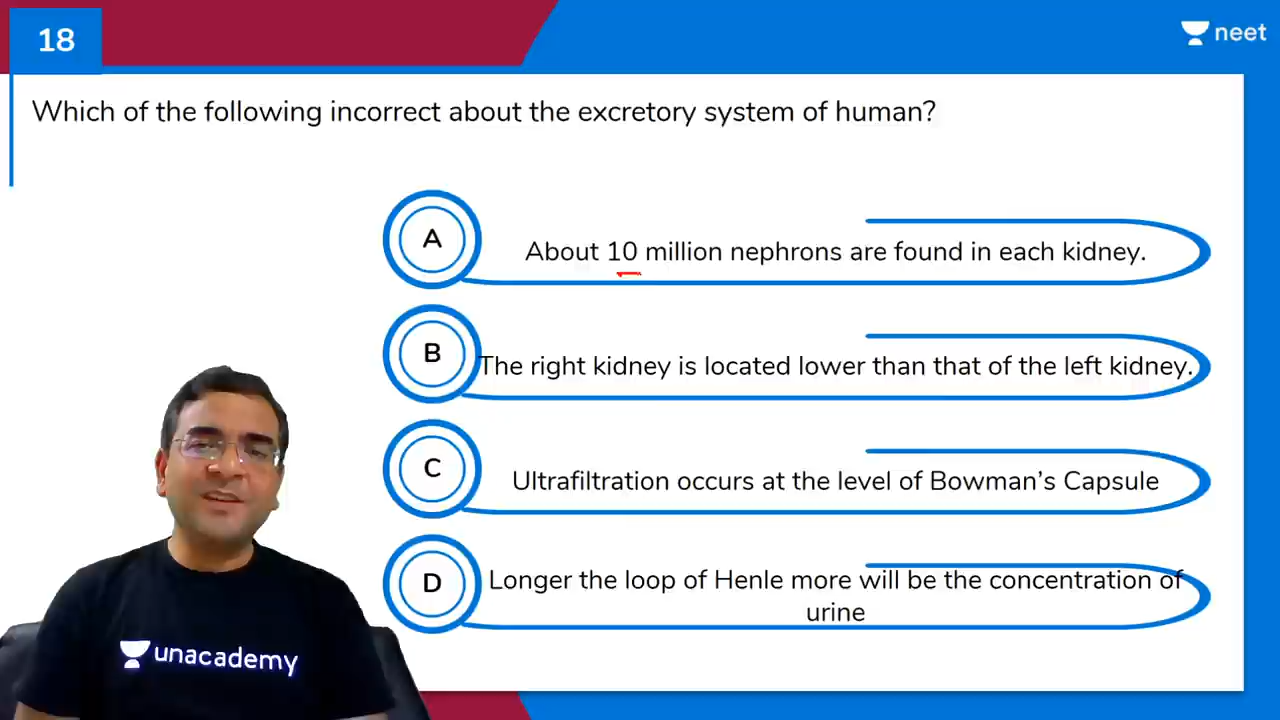 18
neet
Which of the following incorrect about the excretory system of human?
A
About 10 million nephrons are found in each kidney.
B
The right kidney is located lower than that of the left kidney.
C
Ultrafiltration occurs at the level of Bowman's Capsule
D
Longer the loop of Henle more will be the concentration of
urine
unacademy